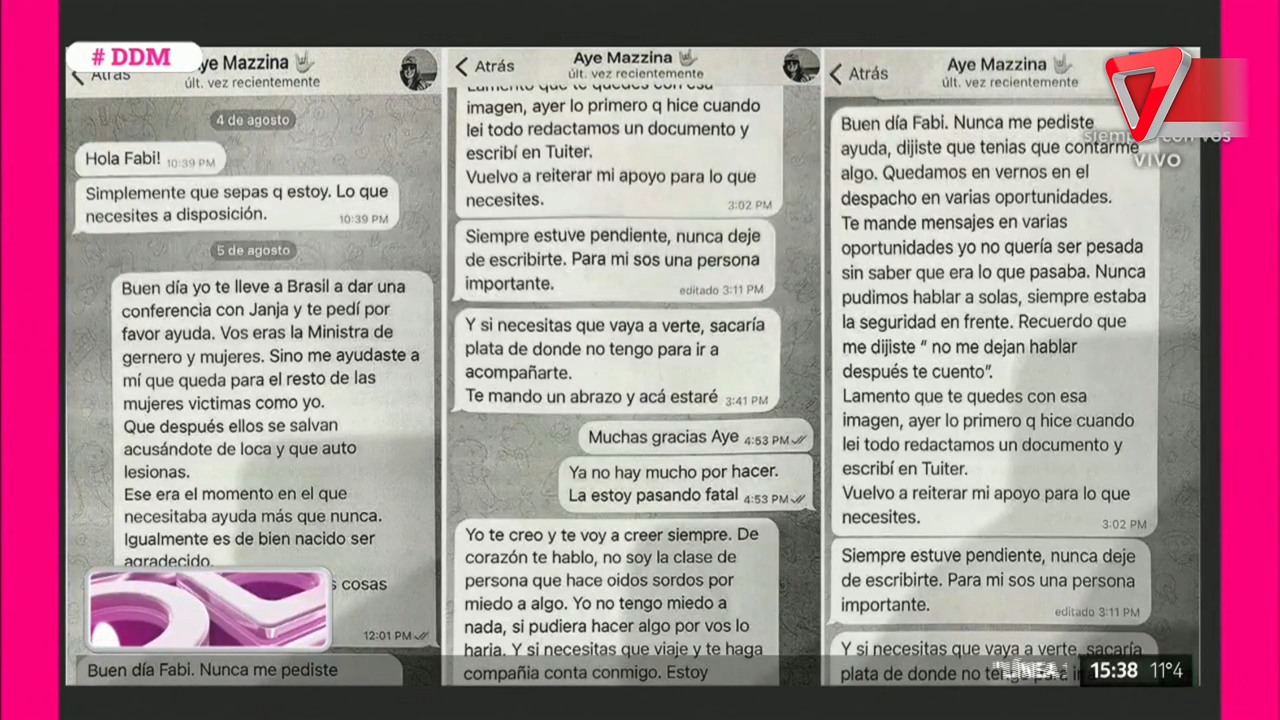 # DDM
Atrás
ye Mazzina
últ. vez recientemente
4 de agosto
Hola Fabi! 10:39 PM
Simplemente que sepas q estoy. Lo que
necesites a disposición. 10:39 PM
5 de agosto
Buen día yo te lleve a Brasil a dar una
conferencia con Janja y te pedí por
favor ayuda. Vos eras la Ministra de
gernero y mujeres. Sino me ayudaste a
mí que queda para el resto de las
mujeres victimas como yo.
Que después ellos se salvan
acusándote de loca y que auto
lesionas.
Ese era el momento en el que
necesitaba ayuda más que nunca.
Igualmente es de bien nacido ser
agradecido.
s cosas
12:01 PM
Buen día Fabi. Nunca me pediste
Atrás
Aye Mazzina
últ. vez recientemente
Lamento que te quedes con esa
imagen, ayer lo primero q hice cuando
lei todo redactamos un documento y
escribí en Tuiter.
Vuelvo a reiterar mi apoyo para lo que
necesites. 3:02 PM
Siempre estuve pendiente, nunca deje
de escribirte. Para mi sos una persona
importante. editado 3:11 PM
Y si necesitas que vaya a verte, sacaría
plata de donde no tengo para ir a
acompañarte.
Te mando un abrazo y acá estaré 3:41 PM
Muchas gracias Aye 4:53 PM
Ya no hay mucho por hacer.
La estoy pasando fatal 4:53 PM
Yo te creo y te voy a creer siempre. De
corazón te hablo, no soy la clase de
persona que hace oidos sordos por
miedo a algo. Yo no tengo miedo a
nada, si pudiera hacer algo por vos lo
haria. Y si necesitas que viaje y te haga
compañia conta conmigo. Estoy
Atrás
Aye Mazzina
últ. vez recientemente
Buen día Fabi. Nunca me pediste
ayuda, dijiste que tenias que contarme
algo. Quedamos en vernos en el
despacho en varias oportunidades.
Te mande mensajes en varias
oportunidades yo no quería ser pesada
sin saber que era lo que pasaba. Nunca
pudimos hablar a solas, siempre estaba
la seguridad en frente. Recuerdo que
me dijiste “ no me dejan hablar
después te cuento”.
Lamento que te quedes con esa
imagen, ayer lo primero q hice cuando
lei todo redactamos un documento y
escribí en Tuiter.
Vuelvo a reiterar mi apoyo para lo que
necesites. 3:02 PM
Siempre estuve pendiente, nunca deje
de escribirte. Para mi sos una persona
importante. editado 3:11 PM
Y si necesitas que vaya a verte, sacaría
plata de donde no tengo para ir a
siempre con vos
VIVO
LÍNEA
15:38 11°4